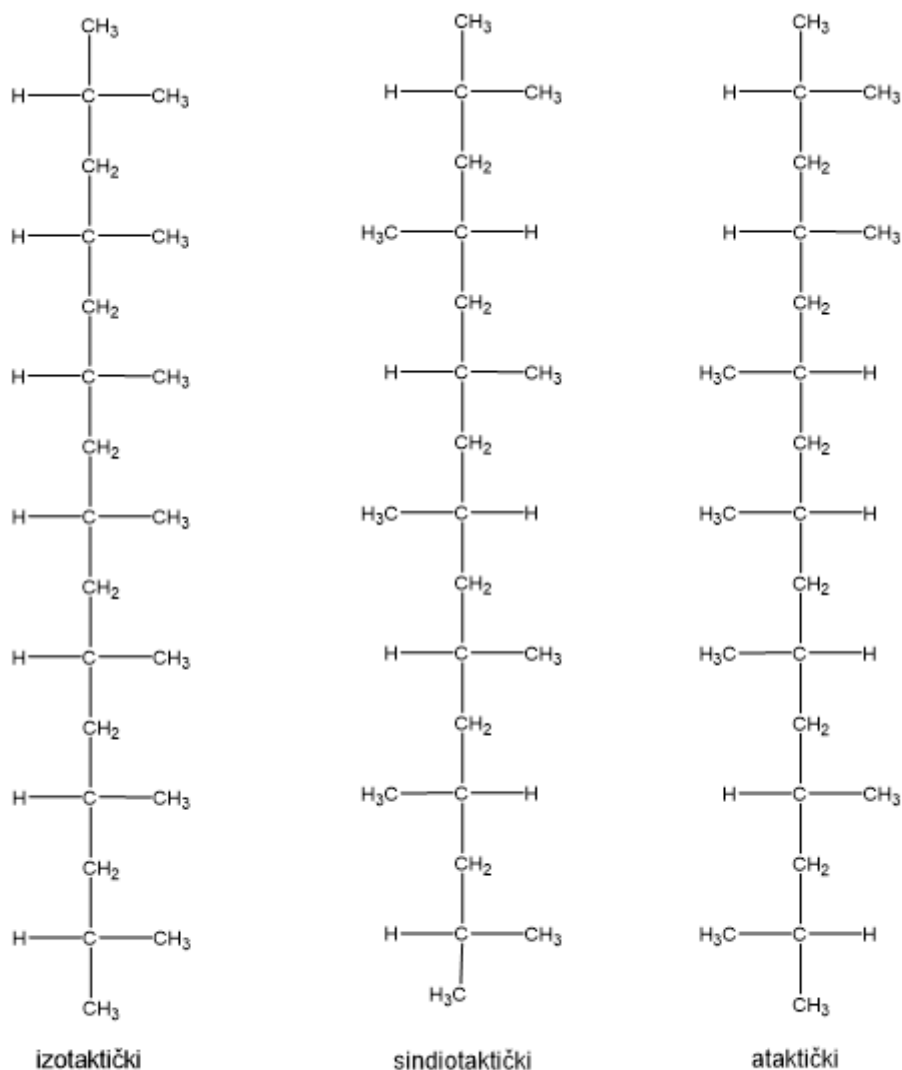 CH3 CH3 CH3
H C CH3 H C CH3 H C CH3
CH2 CH2 CH2
H C CH3 H3C C H H C CH3
CH2 CH2 CH2
H C CH3 H C CH3 H3C C H
CH2 CH2 CH2
H C CH3 H3C C H H3C C H
CH2 CH2 CH2
H C CH3 H C CH3 H3C C H
CH2 CH2 CH2
H C CH3 H3C C H H C CH3
CH2 CH2 CH2
H C CH3 H C CH3 H3C C H
CH3 H3C CH3
izotaktički sindiotaktički ataktički